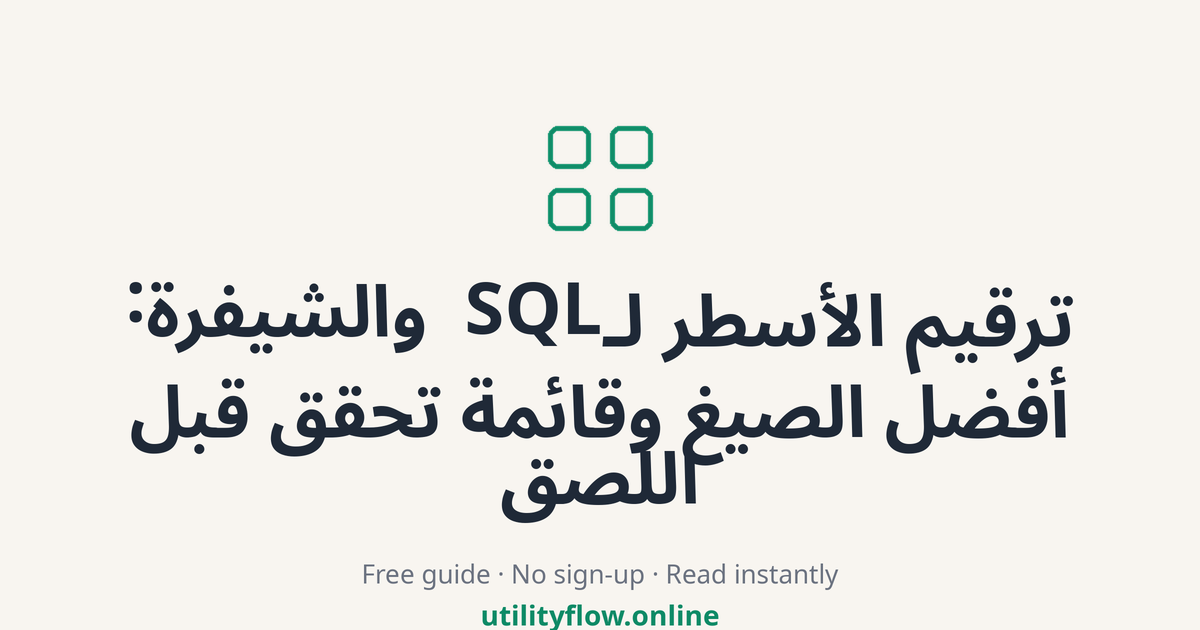 ترقيم الأسطر لـSQL والشيفرة:
أفضل الصيغ وقائمة تحقق قبل
اللصق
Free guide · No sign-up · Read instantly
utilityflow.online